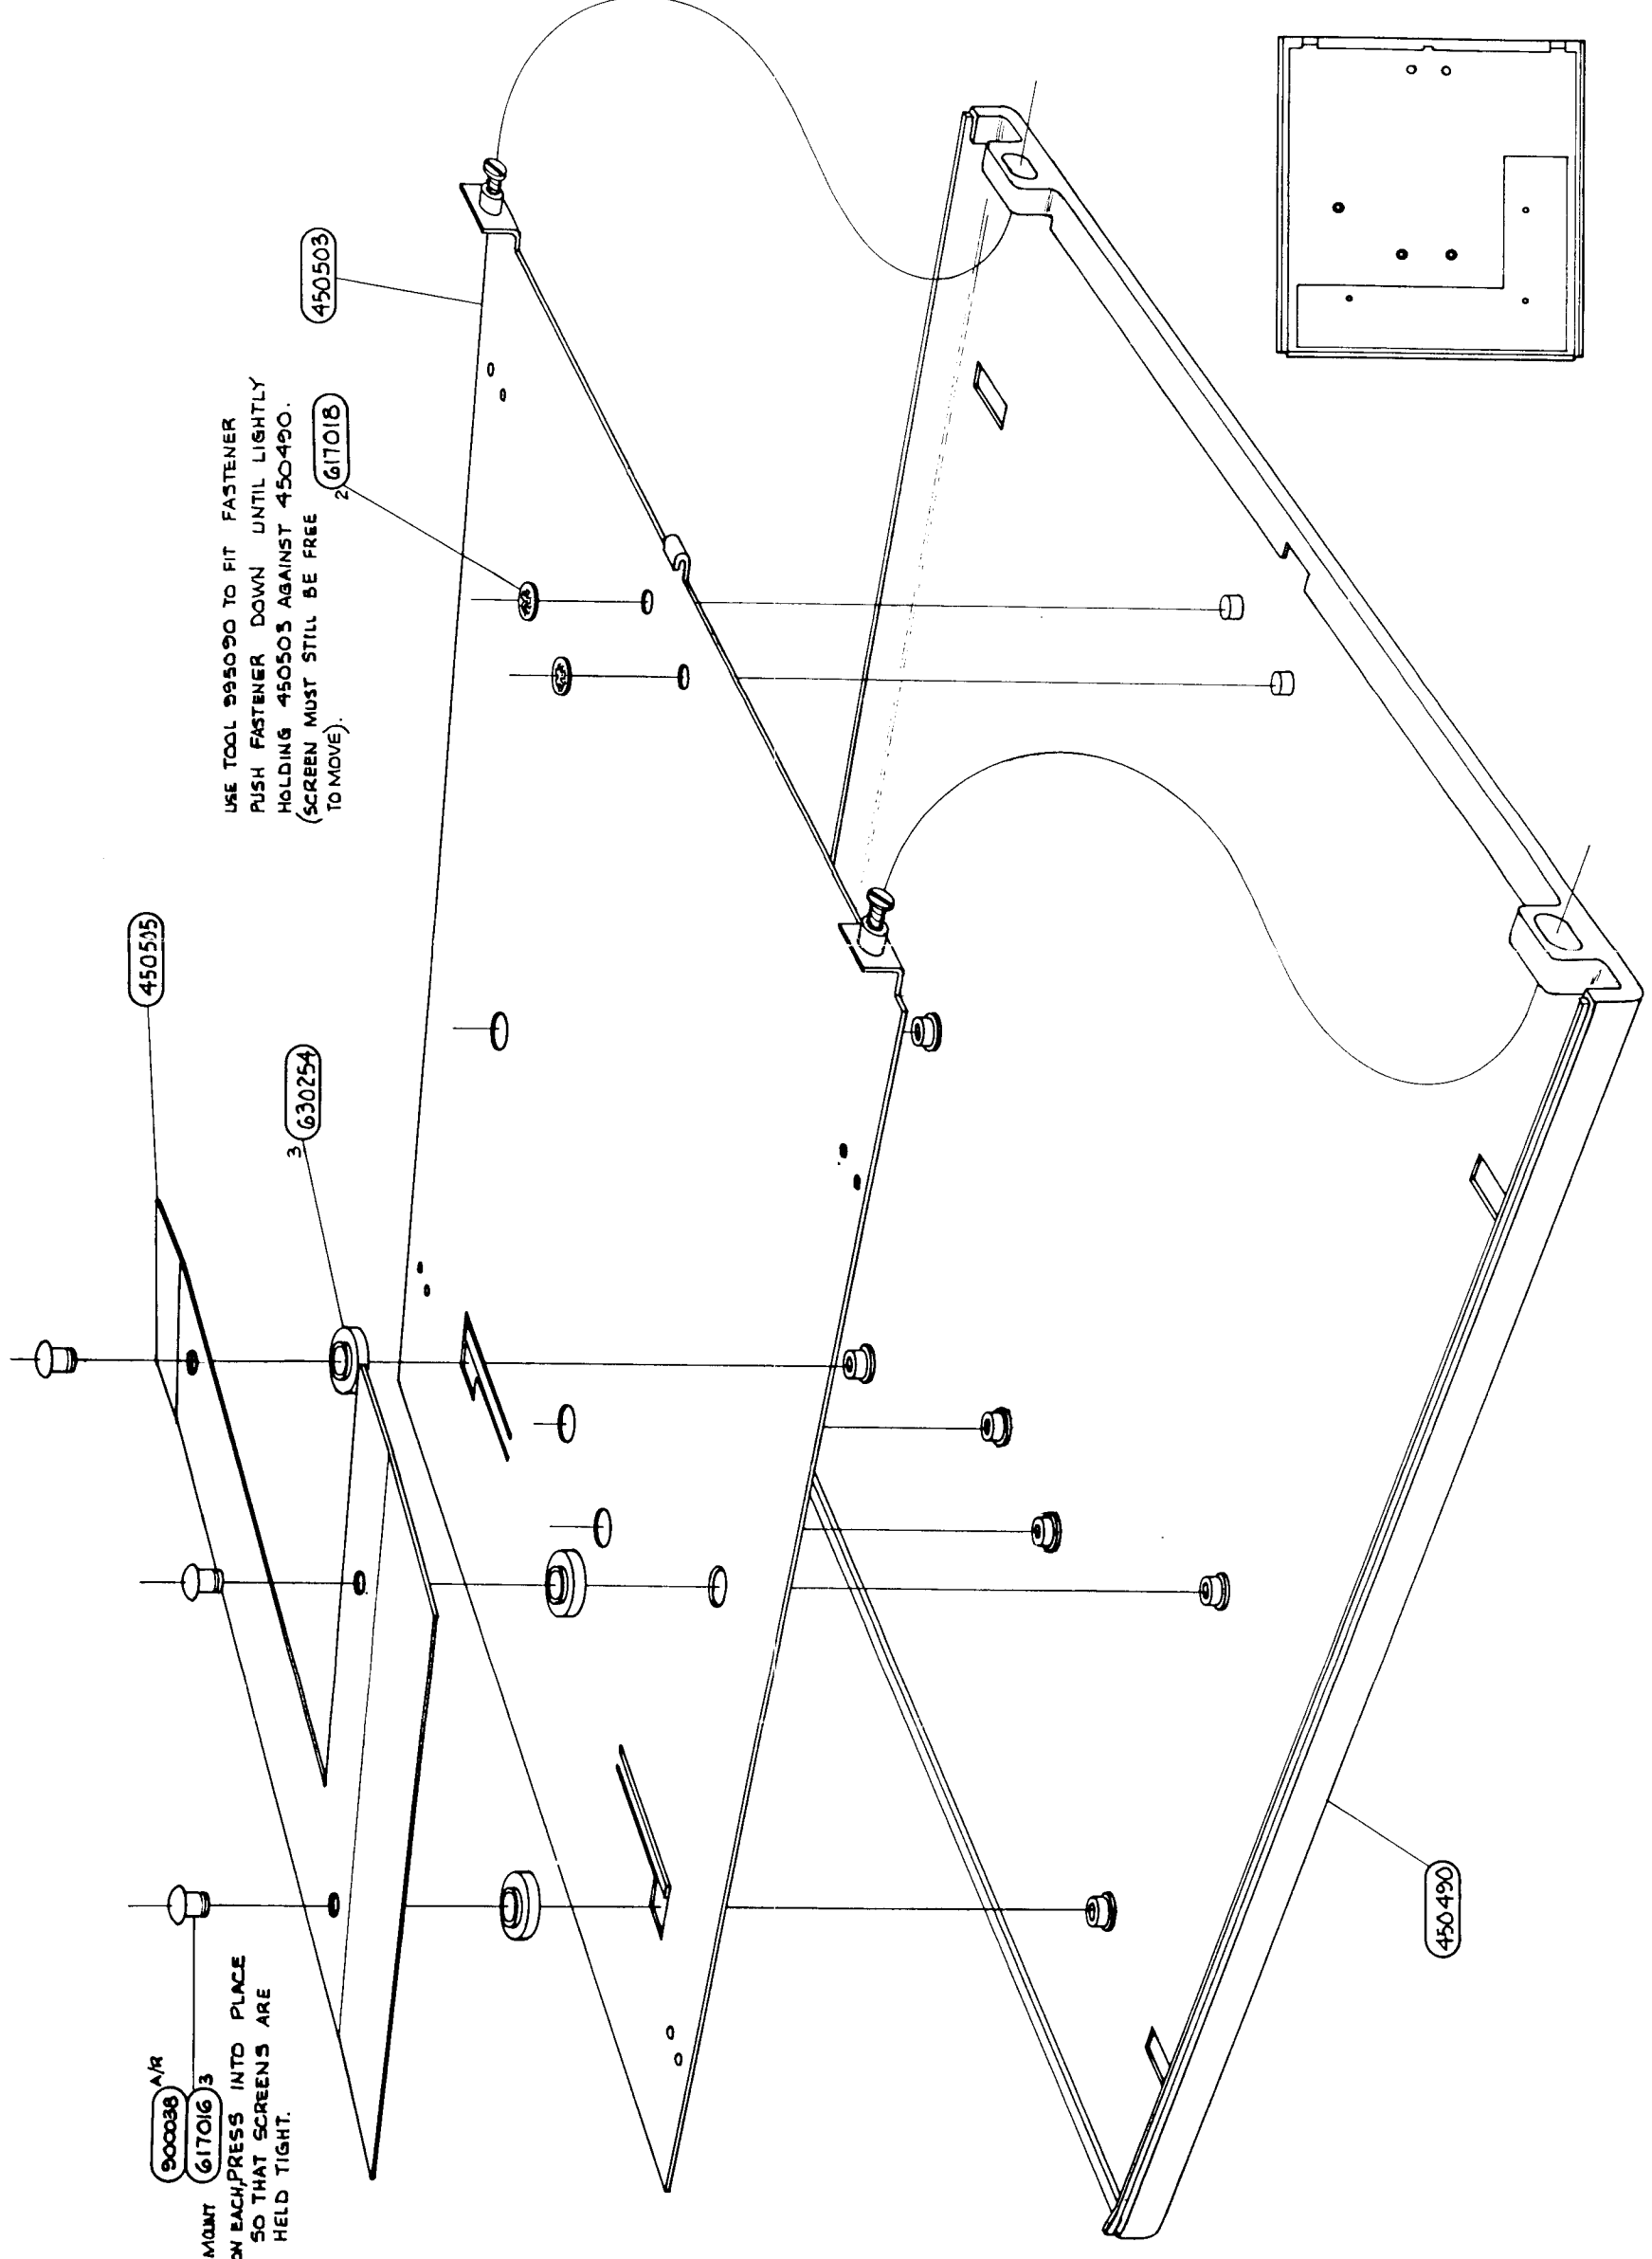 900038 A/R
617016 3
MOUNT
ON EACH, PRESS INTO PLACE
SO THAT SCREENS ARE
HELD TIGHT.
450505
3 630254
USE TOOL 995090 TO FIT FASTENER
PUSH FASTENER DOWN UNTIL LIGHTLY
HOLDING 450503 AGAINST 450490.
(SCREEN MUST STILL BE FREE
TO MOVE).
2 617018
450503
450490